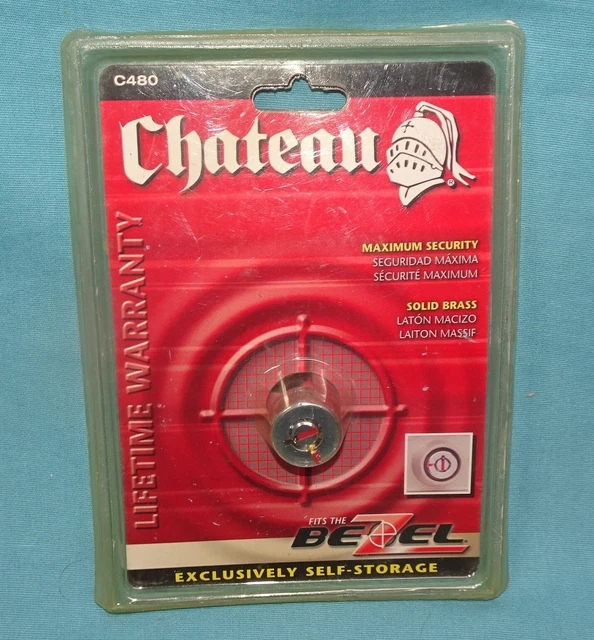 C480
Chateau
®
MAXIMUM SECURITY
SEGURIDAD MÁXIMA
SÉCURITÉ MAXIMUM
SOLID BRASS
LATÓN MACIZO
LAITON MASSIF
LIFETIME WARRANTY
FITS THE
BEZEL
EXCLUSIVELY SELF-STORAGE